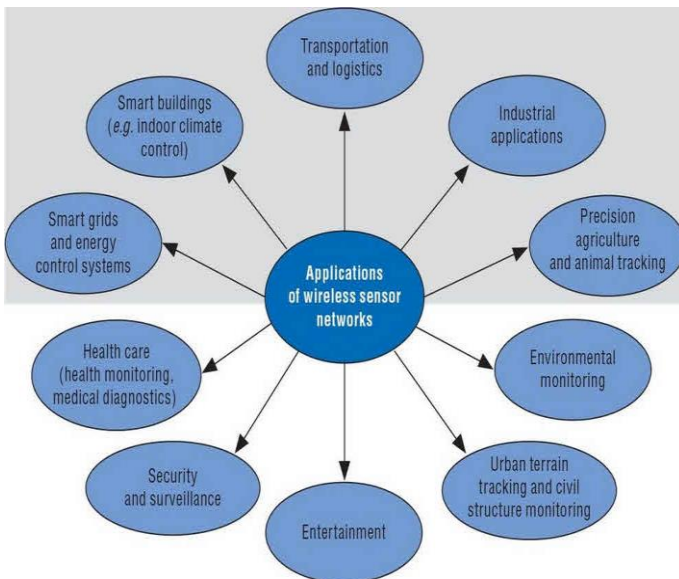 Transportation
and logistics
Smart buildings
(e.g. indoor climate
control)
Industrial
applications
Smart grids
and energy
control systems
Precision
agriculture
and animal tracking
Applications
of wireless sensor
networks
Health care
(health monitoring,
medical diagnostics)
Environmental
monitoring
Security
and surveillance
Urban terrain
tracking and civil
structure monitoring
Entertainment